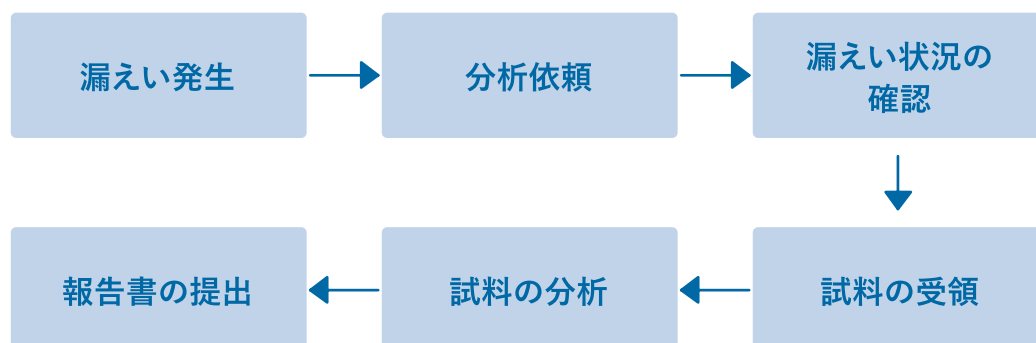 漏えい発生
分析依頼
漏えい状況の
確認
試料の受領
試料の分析
報告書の提出